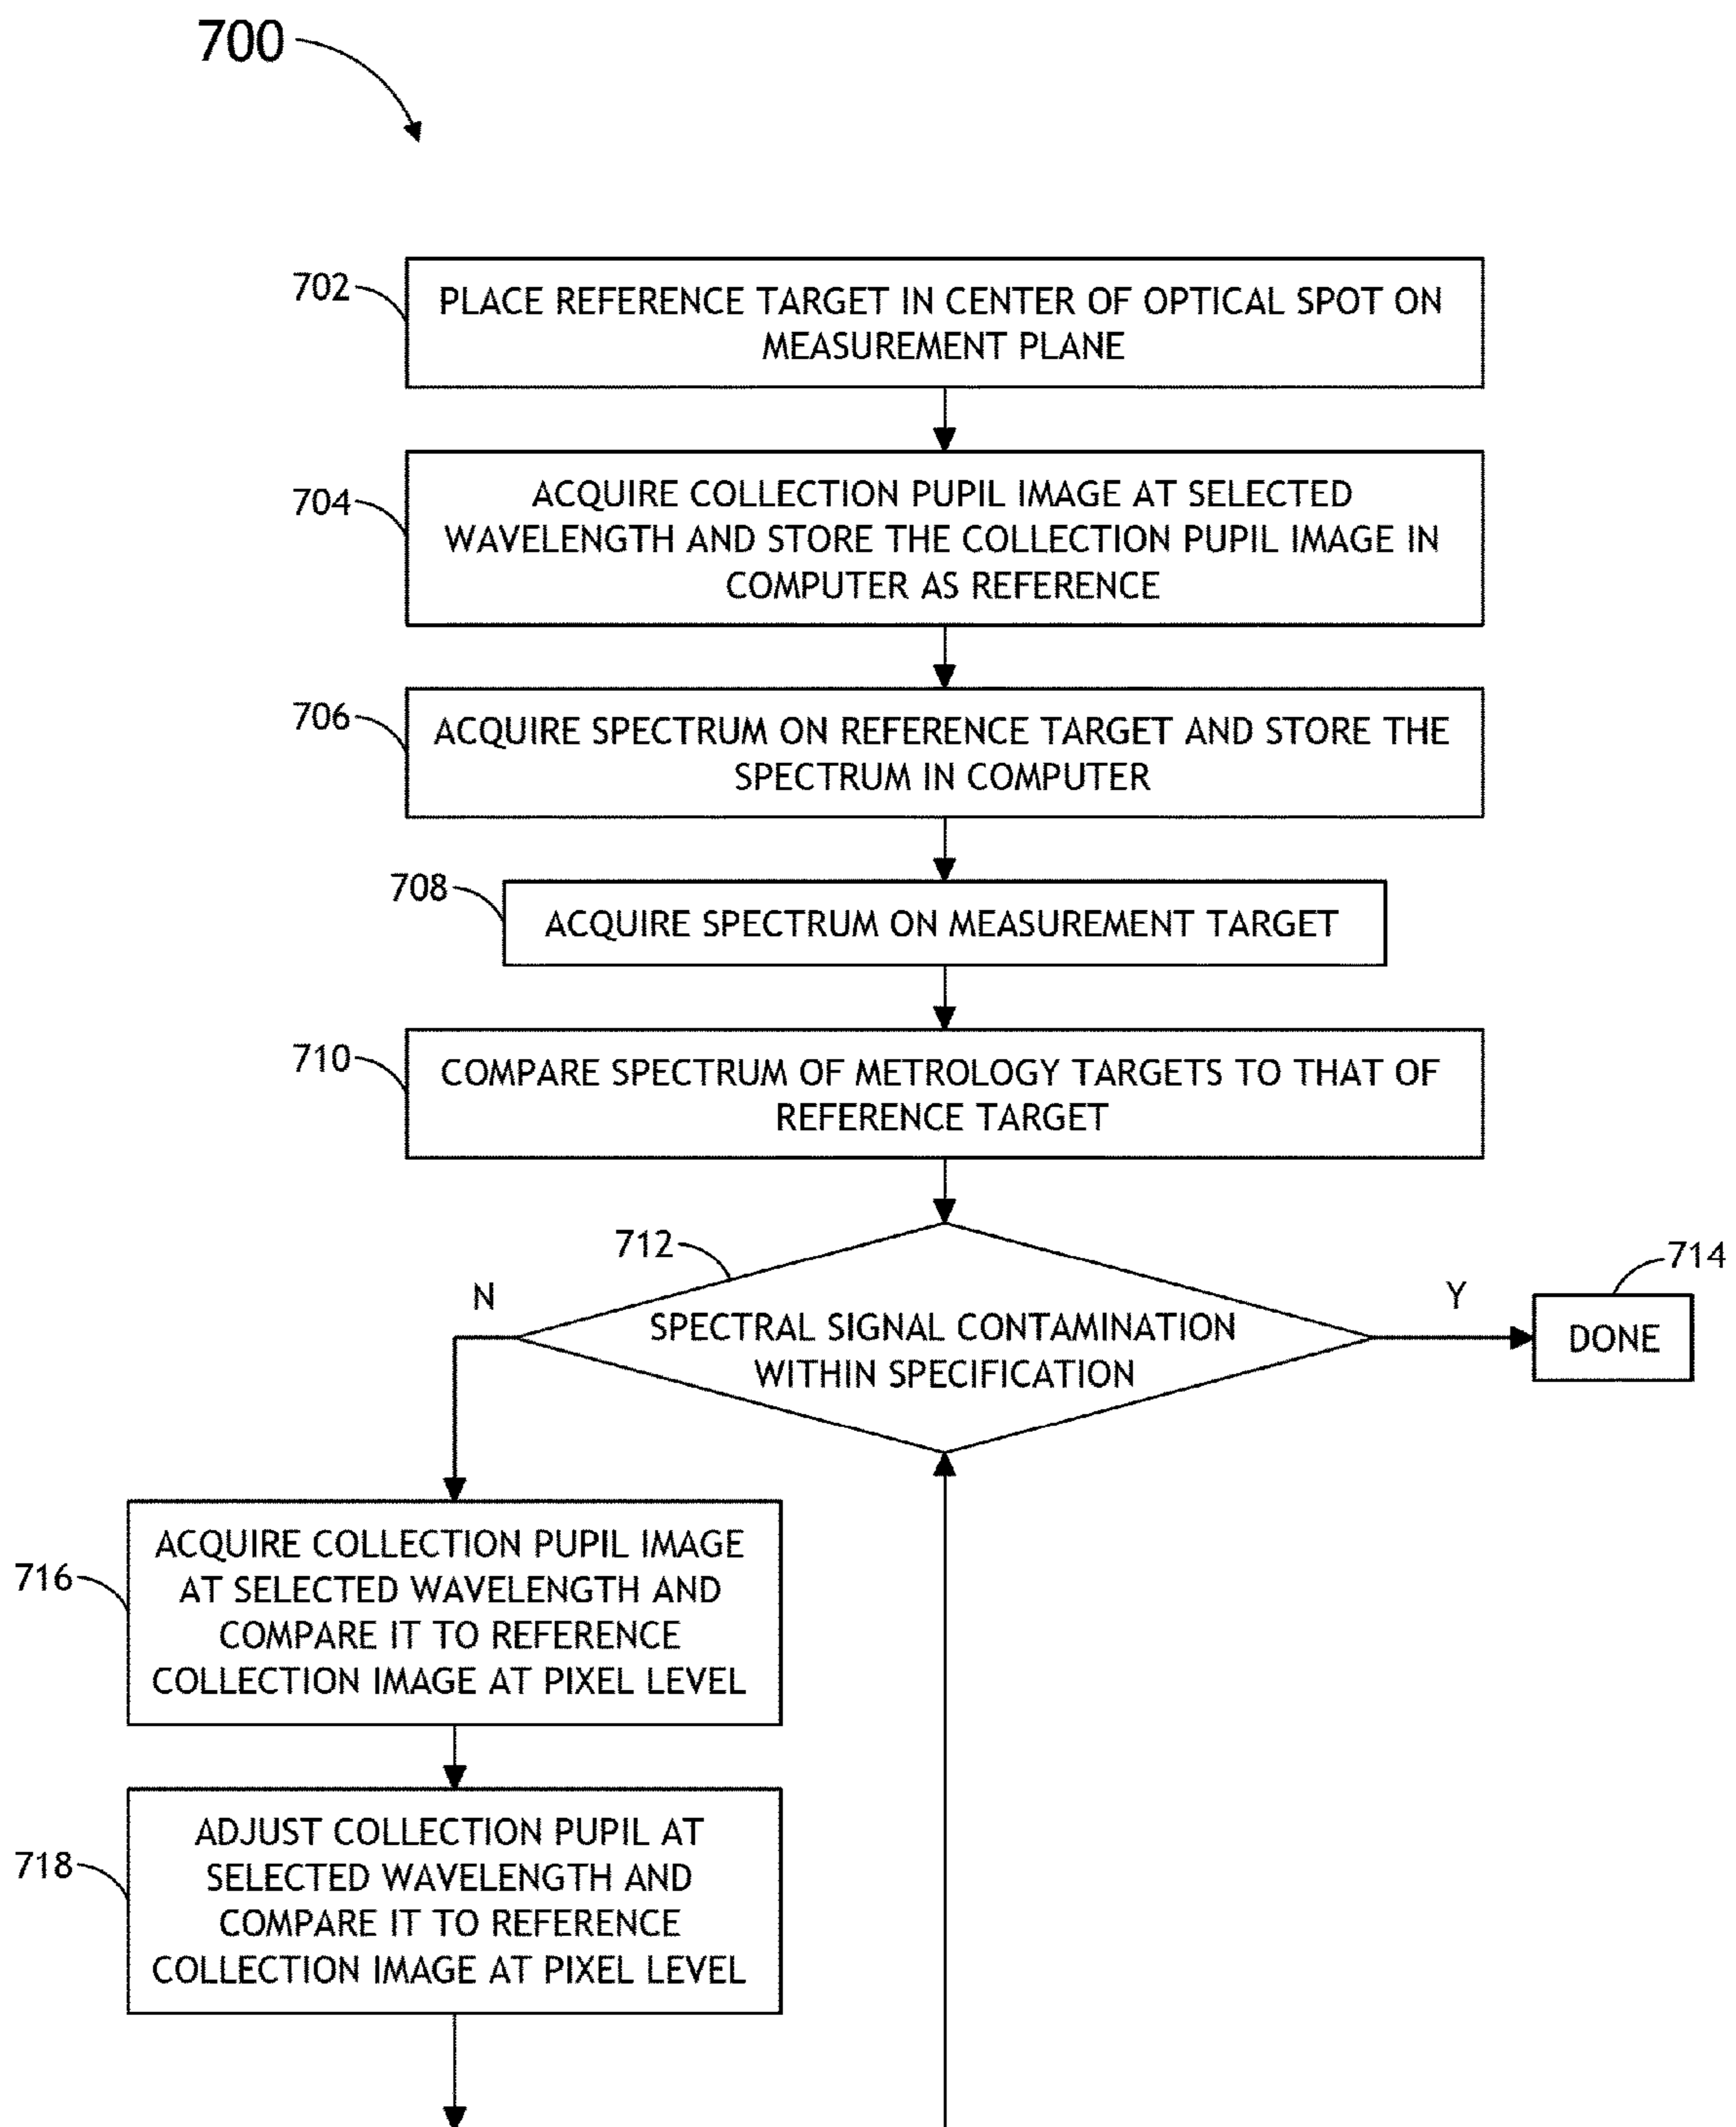 700
702
PLACE REFERENCE TARGET IN CENTER OF OPTICAL SPOT ON
MEASUREMENT PLANE
704
ACQUIRE COLLECTION PUPIL IMAGE AT SELECTED
WAVELENGTH AND STORE THE COLLECTION PUPIL IMAGE IN
COMPUTER AS REFERENCE
706
ACQUIRE SPECTRUM ON REFERENCE TARGET AND STORE THE
SPECTRUM IN COMPUTER
708
ACQUIRE SPECTRUM ON MEASUREMENT TARGET
710
COMPARE SPECTRUM OF METROLOGY TARGETS TO THAT OF
REFERENCE TARGET
712
SPECTRAL SIGNAL CONTAMINATION
WITHIN SPECIFICATION
N
Y
714
DONE
716
ACQUIRE COLLECTION PUPIL IMAGE
AT SELECTED WAVELENGTH AND
COMPARE IT TO REFERENCE
COLLECTION IMAGE AT PIXEL LEVEL
718
ADJUST COLLECTION PUPIL AT
SELECTED WAVELENGTH AND
COMPARE IT TO REFERENCE
COLLECTION IMAGE AT PIXEL LEVEL